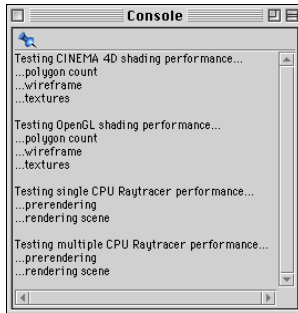 Console
Testing CINEMA 4D shading performance...
...polygon count
...wireframe
...textures
Testing OpenGL shading performance...
...polygon count
...wireframe
...textures
Testing single CPU Raytracer performance...
...prerendering
...rendering scene
Testing multiple CPU Raytracer performance...
...prerendering
...rendering scene